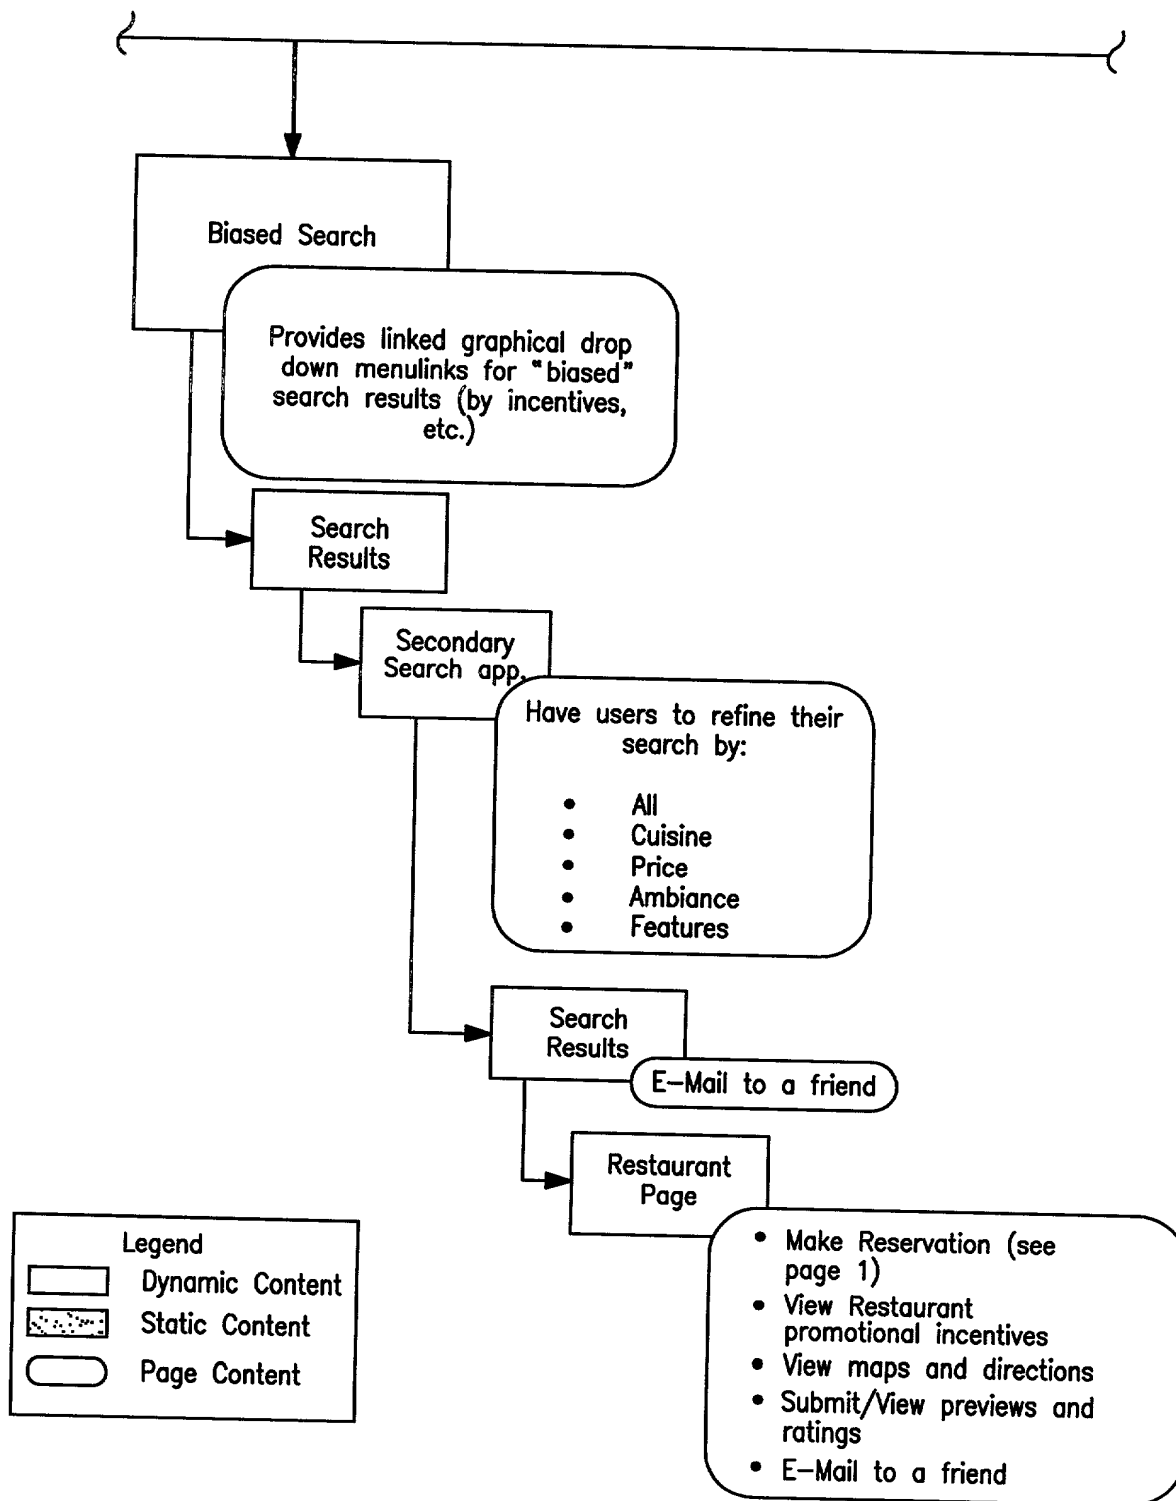 Biased Search
Provides linked graphical drop
down menulinks for "biased"
search results (by incentives,
etc.)
Search
Results
Secondary
Search app.
Have users to refine their
search by:
• All
• Cuisine
• Price
• Ambiance
• Features
Search
Results
E-Mail to a friend
Restaurant
Page
• Make Reservation (see
page 1)
• View Restaurant
promotional incentives
• View maps and directions
• Submit/View previews and
ratings
• E-Mail to a friend
Legend
Dynamic Content
Static Content
Page Content